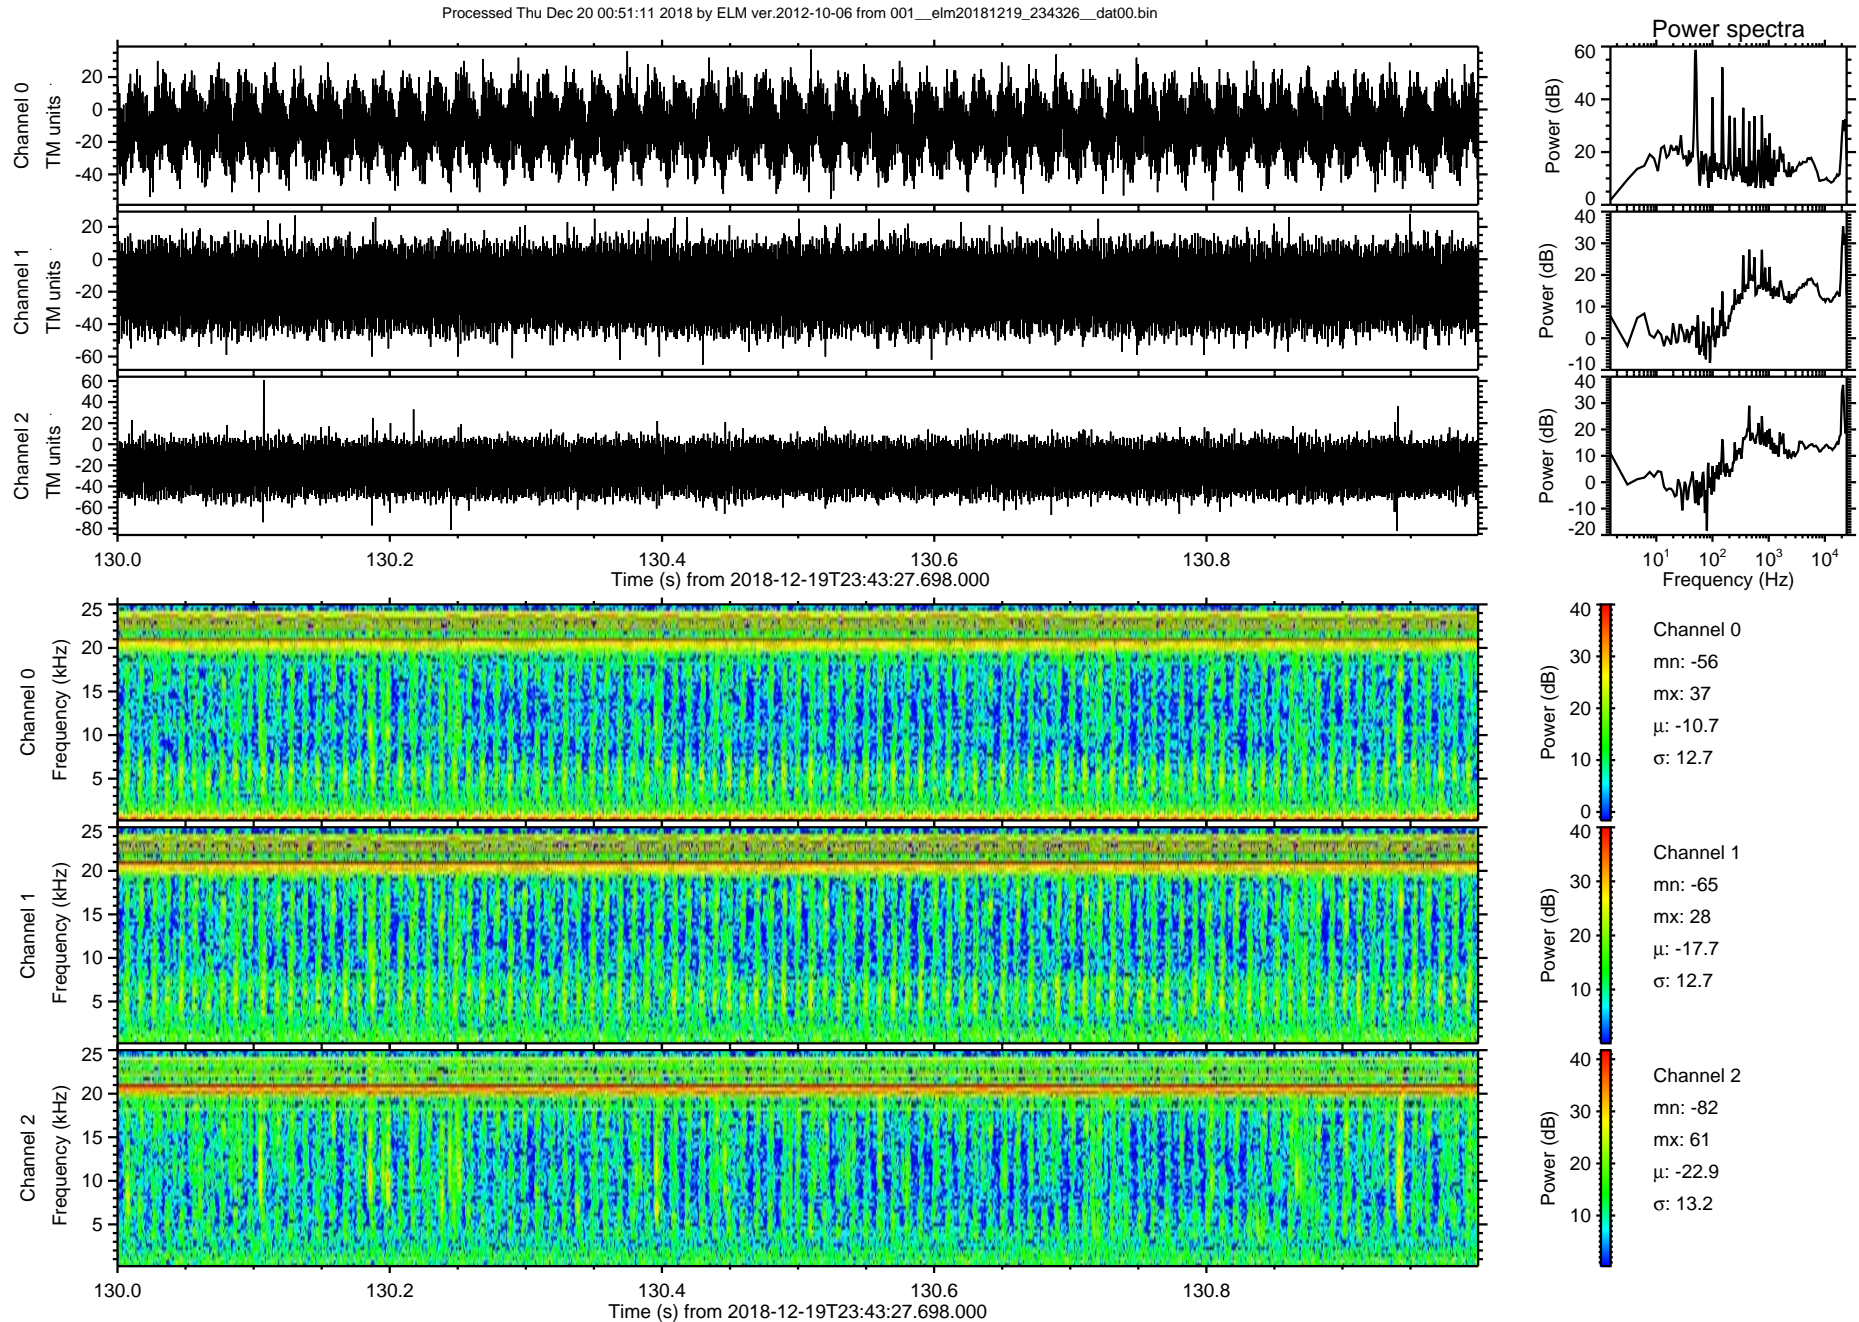 Processed Thu Dec 20 00:51:11 2018 by ELM ver.2012-10-06 from 001__elm20181219_234326__dat00.bin
Power spectra
Channel 0
TM units
20
0
-20
-40
Power (dB)
60
40
20
0
Channel 1
TM units
20
0
-20
-40
-60
Power (dB)
40
30
20
10
0
-10
Channel 2
TM units
60
40
20
0
-20
-40
-60
-80
Power (dB)
40
30
20
10
0
-10
-20
130.0 130.2 130.4 130.6 130.8
Time (s) from 2018-12-19T23:43:27.698.000
10¹ 10² 10³ 10⁴
Frequency (Hz)
Channel 0
Frequency (kHz)
25
20
15
10
5
Power (dB)
40
30
20
10
0
Channel 0
mn: -56
mx: 37
μ: -10.7
σ: 12.7
Channel 1
Frequency (kHz)
25
20
15
10
5
Power (dB)
40
30
20
10
Channel 1
mn: -65
mx: 28
μ: -17.7
σ: 12.7
Channel 2
Frequency (kHz)
25
20
15
10
5
Power (dB)
40
30
20
10
Channel 2
mn: -82
mx: 61
μ: -22.9
σ: 13.2
130.0 130.2 130.4 130.6 130.8
Time (s) from 2018-12-19T23:43:27.698.000